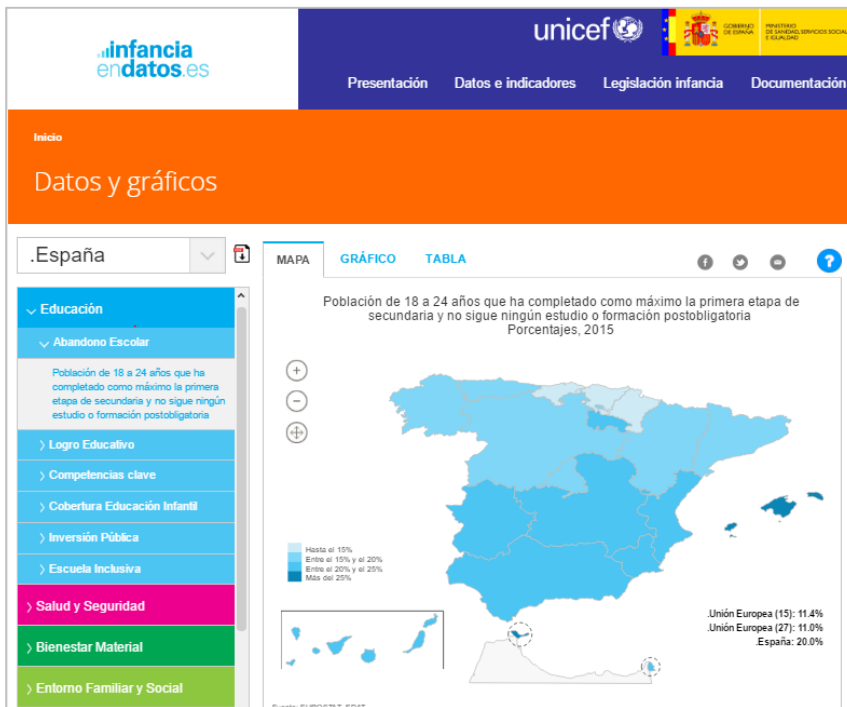 .ıılinfancia
endatos.es
unicef
GOBIERNO
DE ESPAÑA
MINISTERIO
DE SANIDAD, SERVICIOS SOCIAL
E IGUALDAD
Presentación
Datos e indicadores
Legislación infancia
Documentación
Inicio
Datos y gráficos
.España
MAPA
GRÁFICO
TABLA
?
Educación
Abandono Escolar
Población de 18 a 24 años que ha
completado como máximo la primera
etapa de secundaria y no sigue ningún
estudio o formación postobligatoria
Logro Educativo
Competencias clave
Cobertura Educación Infantil
Inversión Pública
Escuela Inclusiva
Salud y Seguridad
Bienestar Material
Entorno Familiar y Social
Población de 18 a 24 años que ha completado como máximo la primera etapa de
secundaria y no sigue ningún estudio o formación postobligatoria
Porcentajes, 2015
Hasta el 15%
Entre el 15% y el 20%
Entre el 20% y el 25%
Más del 25%
.Unión Europea (15): 11.4%
.Unión Europea (27): 11.0%
.España: 20.0%